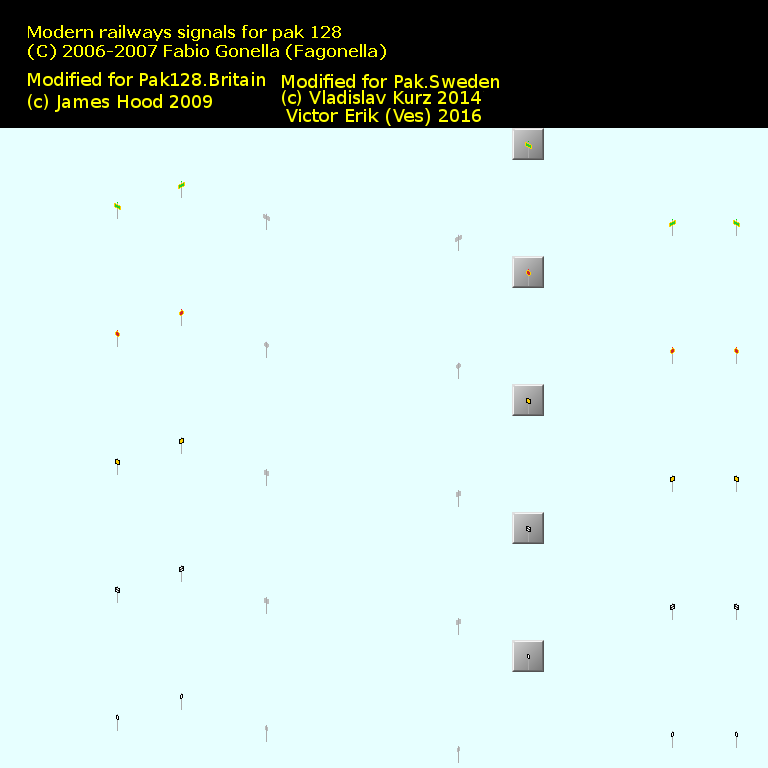 Modern railways signals for pak 128
(C) 2006-2007 Fabio Gonella (Fagonella)
Modified for Pak128.Britain
(c) James Hood 2009
Modified for Pak.Sweden
(c) Vladislav Kurz 2014
Victor Erik (Ves) 2016